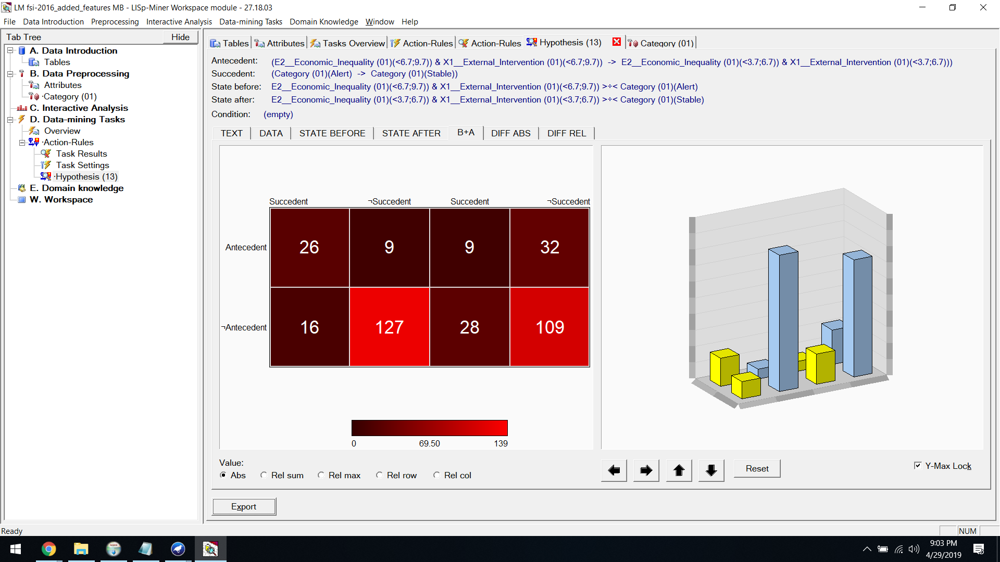 LM fsi-2016_added_features MB - LISp-Miner Workspace module - 27.18.03
File Data Introduction Preprocessing Interactive Analysis Data-mining Tasks Domain Knowledge Window Help
Tab Tree
Hide
A. Data Introduction
Tables
B. Data Preprocessing
Attributes
·Category (01)
C. Interactive Analysis
D. Data-mining Tasks
Overview
·Action-Rules
Task Results
Task Settings
·Hypothesis (13)
E. Domain knowledge
W. Workspace
Tables Attributes Tasks Overview Action-Rules Action-Rules Hypothesis (13) Category (01)
Antecedent: (E2__Economic_Inequality (01)(<6.7;9.7)) & X1__External_Intervention (01)(<6.7;9.7)) -> E2__Economic_Inequality (01)(<3.7;6.7)) & X1__External_Intervention (01)(<3.7;6.7)))
Succedent: (Category (01)(Alert) -> Category (01)(Stable))
State before: E2__Economic_Inequality (01)(<6.7;9.7)) & X1__External_Intervention (01)(<6.7;9.7)) >÷< Category (01)(Alert)
State after: E2__Economic_Inequality (01)(<3.7;6.7)) & X1__External_Intervention (01)(<3.7;6.7)) >÷< Category (01)(Stable)
Condition: (empty)
TEXT DATA STATE BEFORE STATE AFTER B+A DIFF ABS DIFF REL
Succedent ¬Succedent Succedent ¬Succedent
Antecedent 26 9 9 32
¬Antecedent 16 127 28 109
0 69.50 139
Value:
Abs Rel sum Rel max Rel row Rel col
Reset
Y-Max Lock
Export
Ready
NUM
9:03 PM
4/29/2019